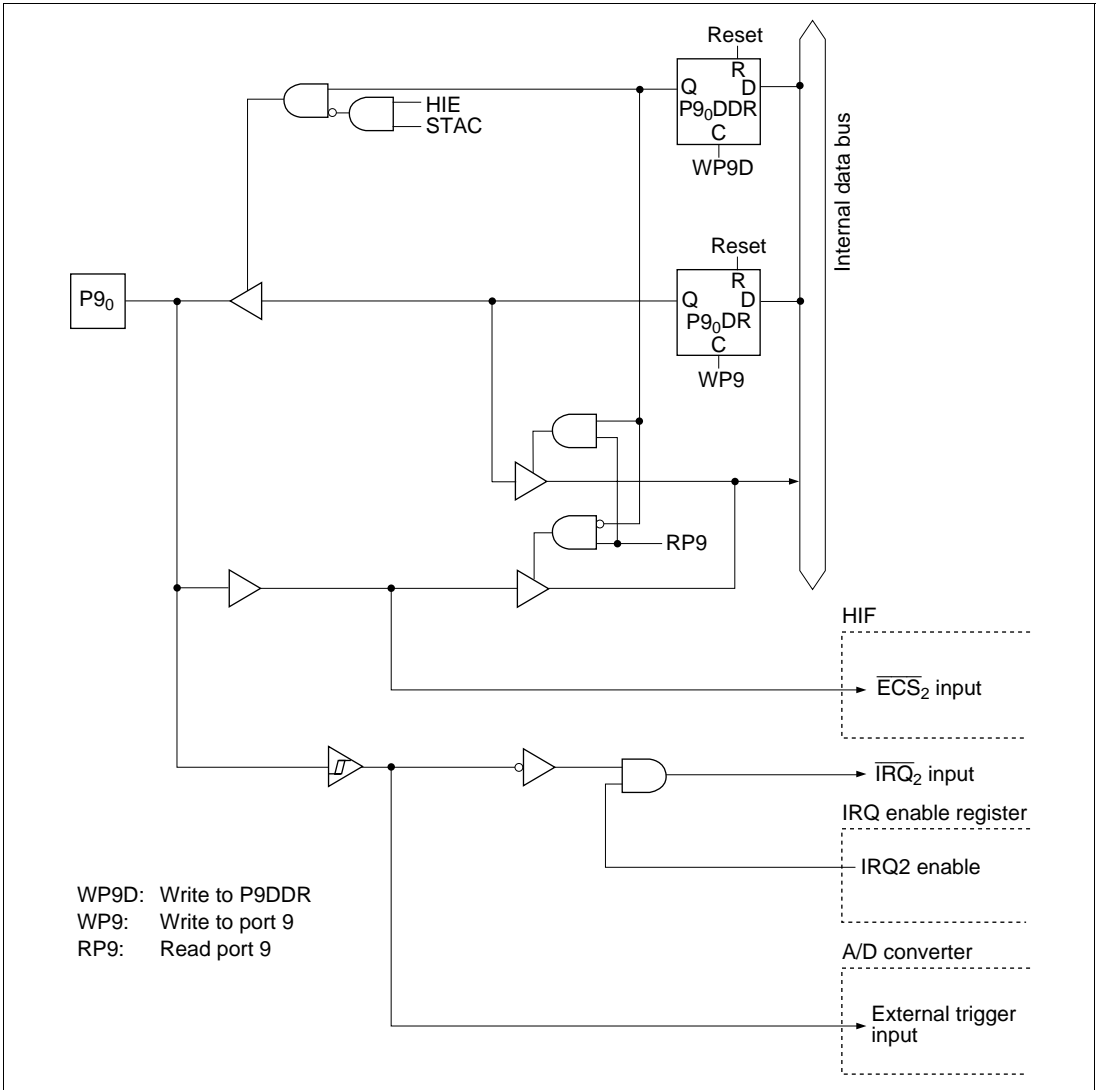 Reset
R
Q D
P9₀DDR
C
WP9D
HIE
STAC
Internal data bus
Reset
R
Q D
P9₀DR
C
WP9
P9₀
RP9
HIF
E̅C̅S̅₂ input
I̅R̅Q̅₂ input
IRQ enable register
IRQ2 enable
WP9D: Write to P9DDR
WP9: Write to port 9
RP9: Read port 9
A/D converter
External trigger
input